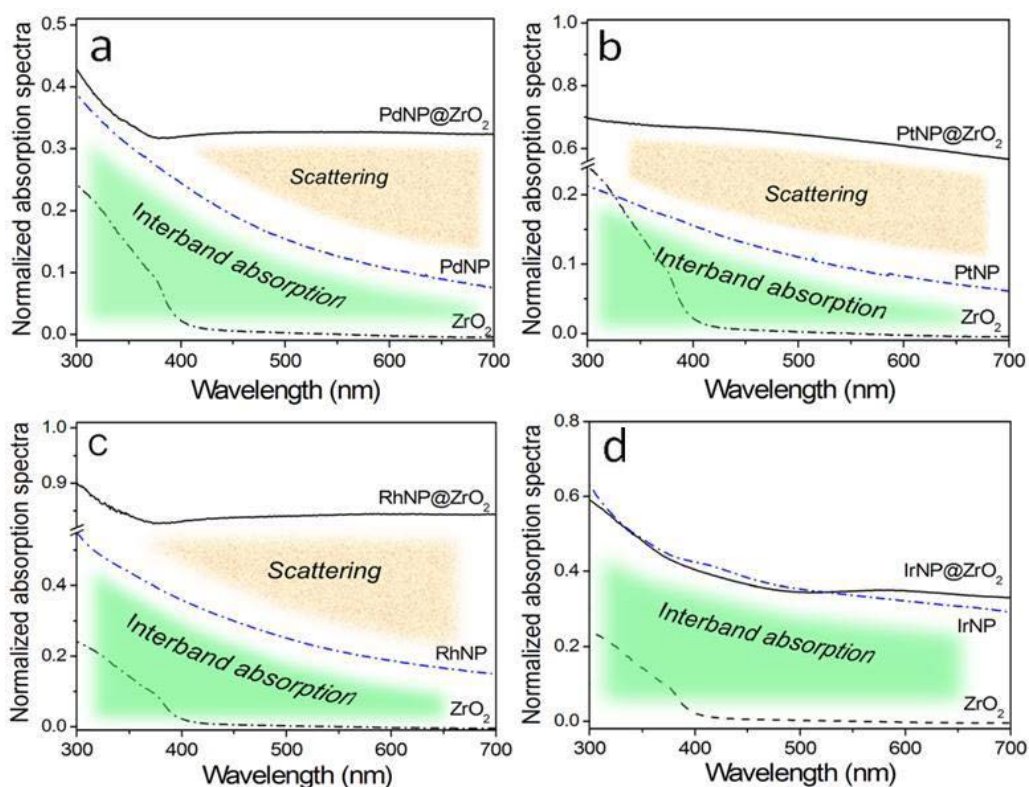 a
Normalized absorption spectra
0.5
0.4
0.3
0.2
0.1
0.0
PdNP@ZrO₂
Scattering
Interband absorption
PdNP
ZrO₂
300 400 500 600 700
Wavelength (nm)
b
Normalized absorption spectra
1.0
0.8
0.6
0.2
0.1
0.0
PtNP@ZrO₂
Scattering
PtNP
Interband absorption
ZrO₂
300 400 500 600 700
Wavelength (nm)
c
Normalized absorption spectra
1.0
0.9
0.4
0.2
0.0
RhNP@ZrO₂
Scattering
Interband absorption
RhNP
ZrO₂
300 400 500 600 700
Wavelength (nm)
d
Normalized absorption spectra
0.8
0.6
0.4
0.2
0.0
IrNP@ZrO₂
IrNP
Interband absorption
ZrO₂
300 400 500 600 700
Wavelength (nm)